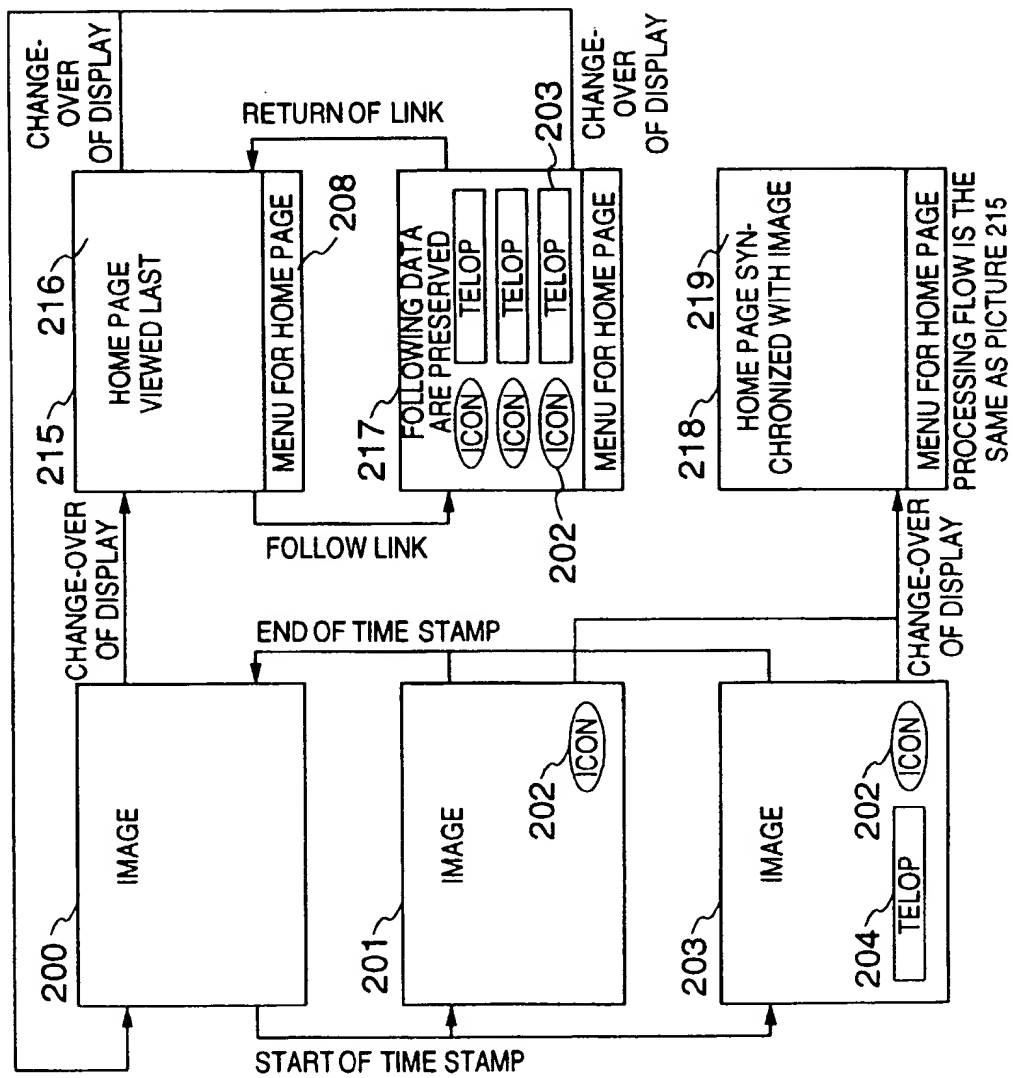 200
IMAGE
START OF TIME STAMP
201
IMAGE
202
ICON
203
IMAGE
204
TELOP
202
ICON
END OF TIME STAMP
CHANGE-OVER
OF DISPLAY
CHANGE-OVER
OF DISPLAY
215
216
HOME PAGE
VIEWED LAST
MENU FOR HOME PAGE
208
FOLLOW LINK
RETURN OF LINK
217
FOLLOWING DATA
ARE PRESERVED
ICON
TELOP
ICON
TELOP
ICON
TELOP
202
203
MENU FOR HOME PAGE
218
219
HOME PAGE SYN-
CHRONIZED WITH IMAGE
MENU FOR HOME PAGE
PROCESSING FLOW IS THE
SAME AS PICTURE 215
CHANGE-
OVER
OF DISPLAY
CHANGE-
OVER
OF DISPLAY